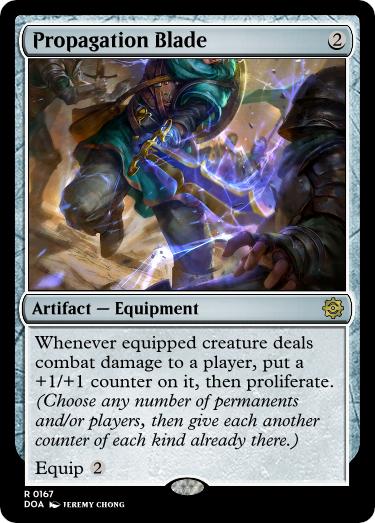 Propagation Blade 2
Artifact — Equipment
Whenever equipped creature deals
combat damage to a player, put a
+1/+1 counter on it, then proliferate.
(Choose any number of permanents
and/or players, then give each another
counter of each kind already there.)
Equip 2
R 0167
DOA JEREMY CHONG